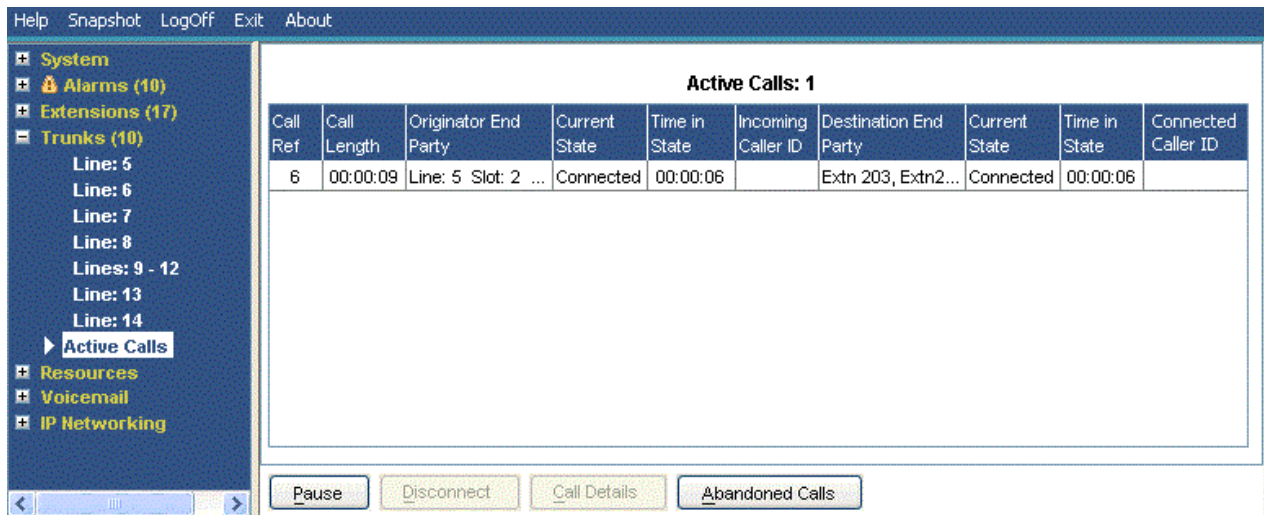 Help Snapshot LogOff Exit About
System
Alarms (10)
Extensions (17)
Trunks (10)
Line: 5
Line: 6
Line: 7
Line: 8
Lines: 9 - 12
Line: 13
Line: 14
Active Calls
Resources
Voicemail
IP Networking
Active Calls: 1
Call Ref Call Length Originator End Party Current State Time in State Incoming Caller ID Destination End Party Current State Time in State Connected Caller ID
6 00:00:09 Line: 5 Slot: 2 ... Connected 00:00:06 Extn 203, Extn2... Connected 00:00:06
Pause Disconnect Call Details Abandoned Calls